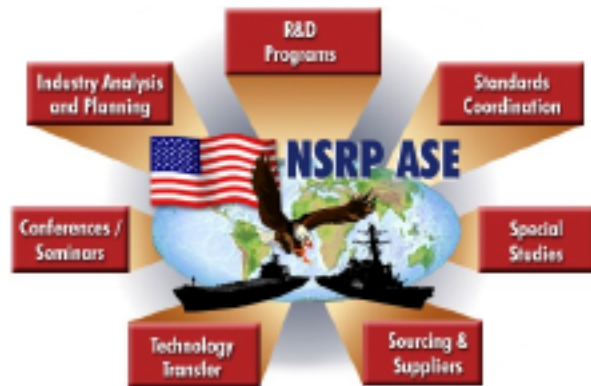 R&D
Programs
Industry Analysis
and Planning
Standards
Coordination
NSRP ASE
Conferences /
Seminars
Special
Studies
Technology
Transfer
Sourcing &
Suppliers